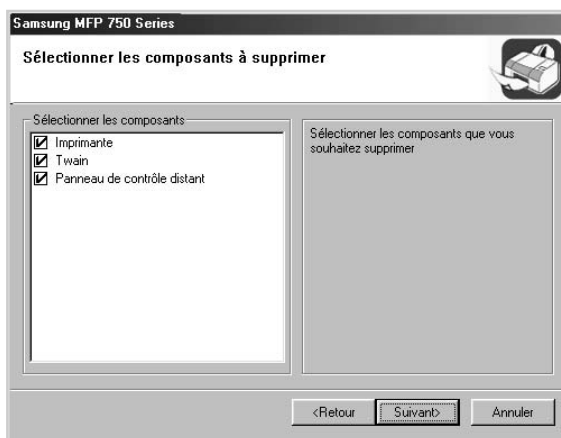 Samsung MFP 750 Series
Sélectionner les composants à supprimer
Sélectionner les composants
Imprimante
Twain
Panneau de contrôle distant
Sélectionner les composants que vous
souhaitez supprimer
<Retour
Suivant>
Annuler